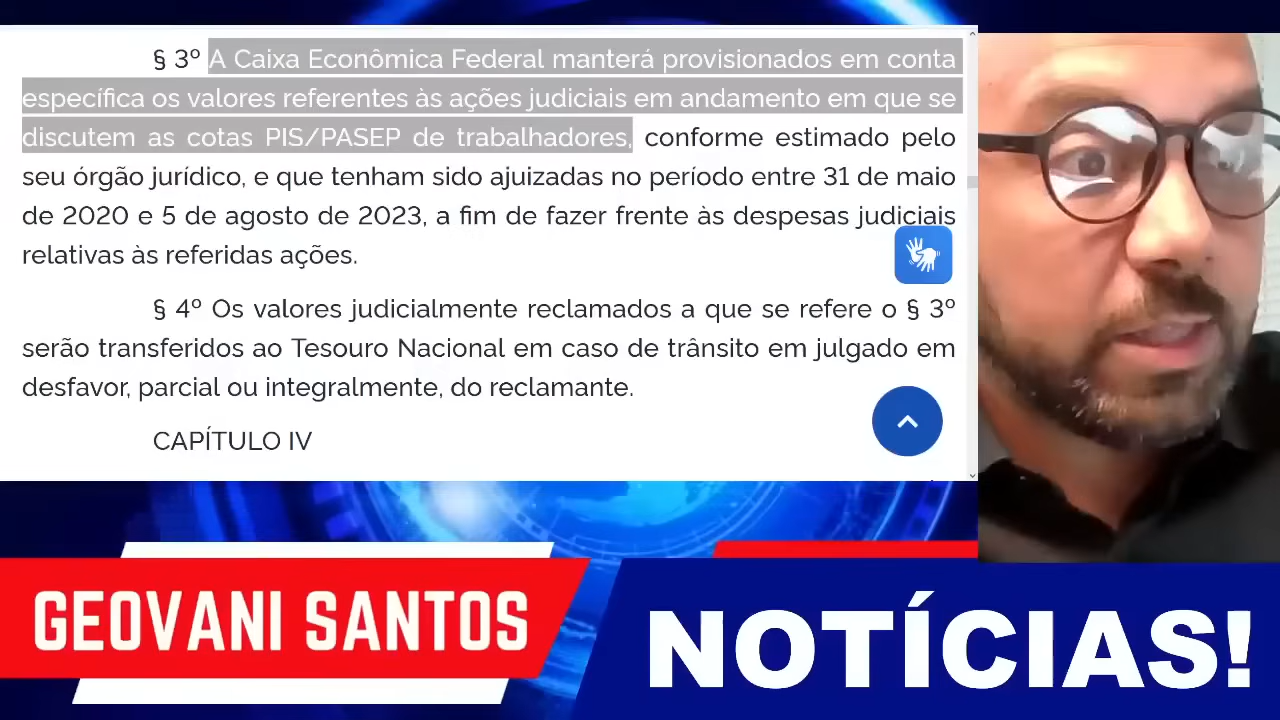 § 3º A Caixa Econômica Federal manterá provisionados em conta
específica os valores referentes às ações judiciais em andamento em que se
discutem as cotas PIS/PASEP de trabalhadores, conforme estimado pelo
seu órgão jurídico, e que tenham sido ajuizadas no período entre 31 de maio
de 2020 e 5 de agosto de 2023, a fim de fazer frente às despesas judiciais
relativas às referidas ações.
§ 4º Os valores judicialmente reclamados a que se refere o § 3º
serão transferidos ao Tesouro Nacional em caso de trânsito em julgado em
desfavor, parcial ou integralmente, do reclamante.
CAPÍTULO IV
GEOVANI SANTOS
NOTÍCIAS!